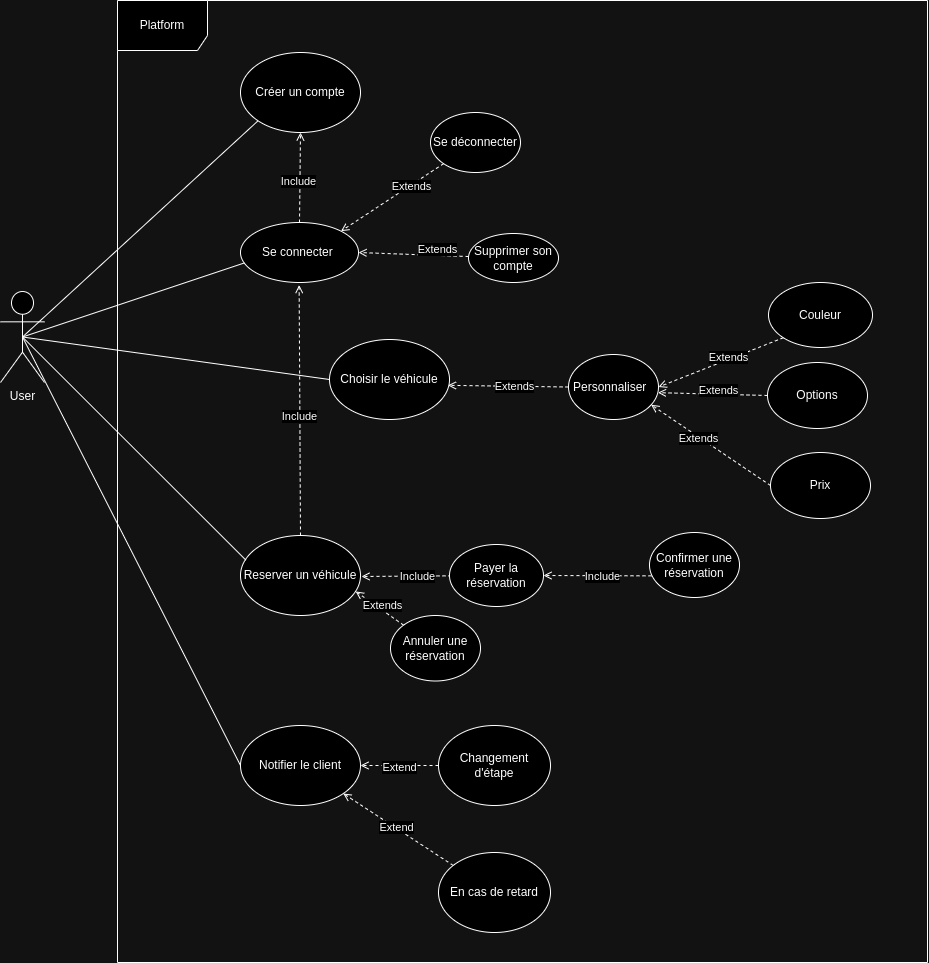 Platform
Créer un compte
Se déconnecter
Include
Extends
Se connecter
Extends
Supprimer son
compte
Couleur
Choisir le véhicule
Extends
Personnaliser
Extends
Extends
Options
User
Include
Extends
Prix
Reserver un véhicule
Include
Payer la
réservation
Include
Confirmer une
réservation
Extends
Annuler une
réservation
Notifier le client
Extend
Changement
d'étape
Extend
En cas de retard